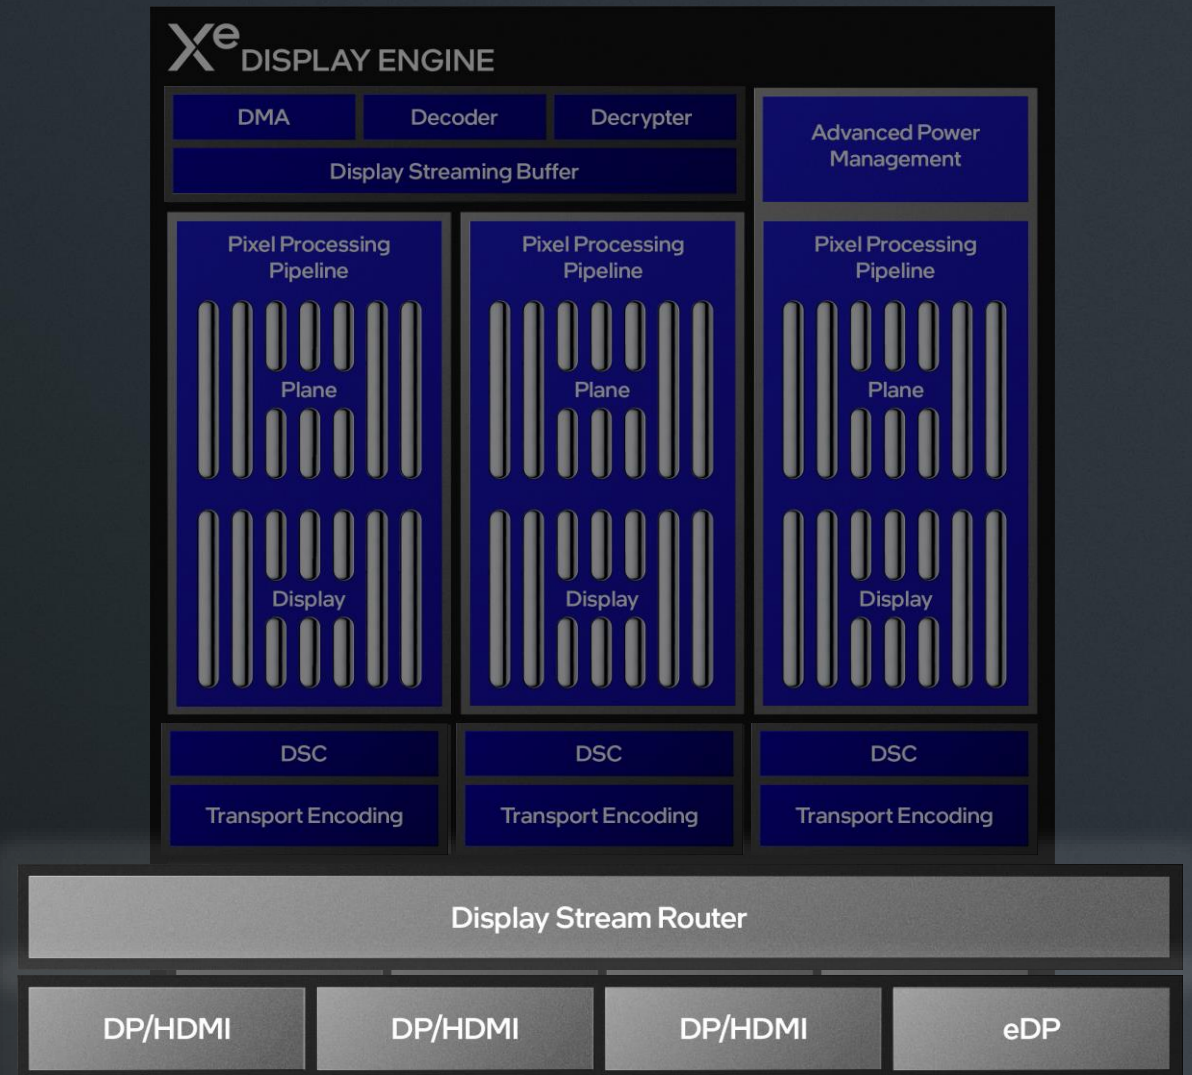 Xe DISPLAY ENGINE
DMA
Decoder
Decrypter
Display Streaming Buffer
Advanced Power
Management
Pixel Processing
Pipeline
Plane
Display
Pixel Processing
Pipeline
Plane
Display
Pixel Processing
Pipeline
Plane
Display
DSC
DSC
DSC
Transport Encoding
Transport Encoding
Transport Encoding
Display Stream Router
DP/HDMI
DP/HDMI
DP/HDMI
eDP